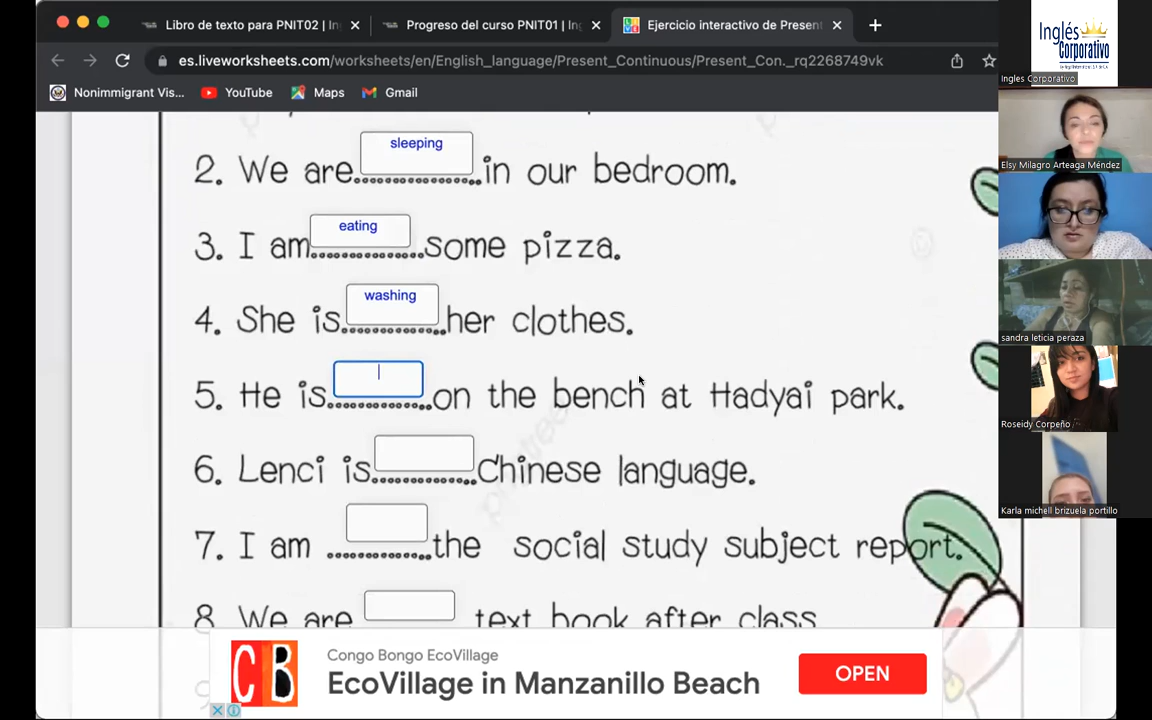 Libro de texto para PNIT02 | In
Progreso del curso PNIT01 | Ing
Ejercicio interactivo de Present
es.liveworksheets.com/worksheets/en/English_language/Present_Continuous/Present_Con._rq2268749vk
Nonimmigrant Vis...
YouTube
Maps
Gmail
2. We are sleeping in our bedroom.
3. I am eating some pizza.
4. She is washing her clothes.
5. He is on the bench at Hadyai park.
6. Lenci is Chinese language.
7. I am the social study subject report.
8. We are text book after class
Congo Bongo EcoVillage
EcoVillage in Manzanillo Beach
OPEN
CB
Inglés
Corporativo
Ingles Corporativo
Elsy Milagro Arteaga Méndez
sandra leticia peraza
Roseidy Corpeño
Karla michell brizuela portillo